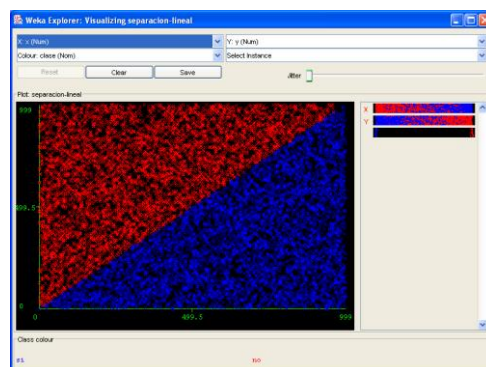 Weka Explorer: Visualizing separacion-lineal
X: x (Num) Y: y (Num)
Colour: clase (Nom) Select Instance
Reset Clear Save Jitter
Plot: separacion-lineal
999
X
Y
499.5
0
0 499.5 999
Class colour
si no